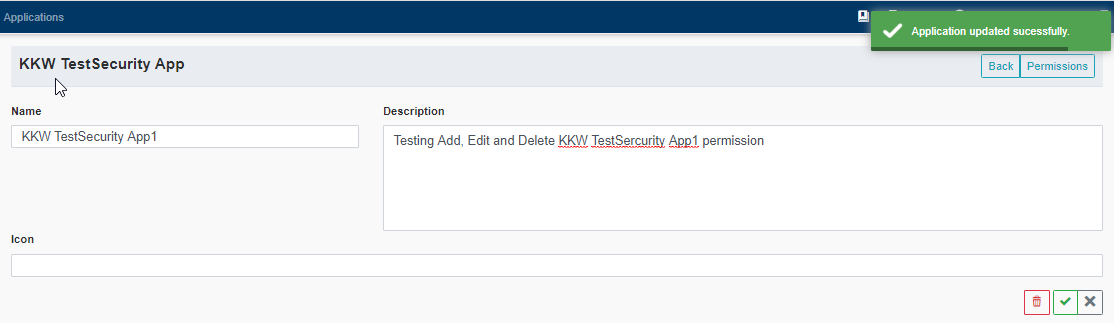 Applications
Application updated sucessfully.
KKW TestSecurity App
Back Permissions
Name
Description
KKW TestSecurity App1
Testing Add, Edit and Delete KKW TestSercurity App1 permission
Icon